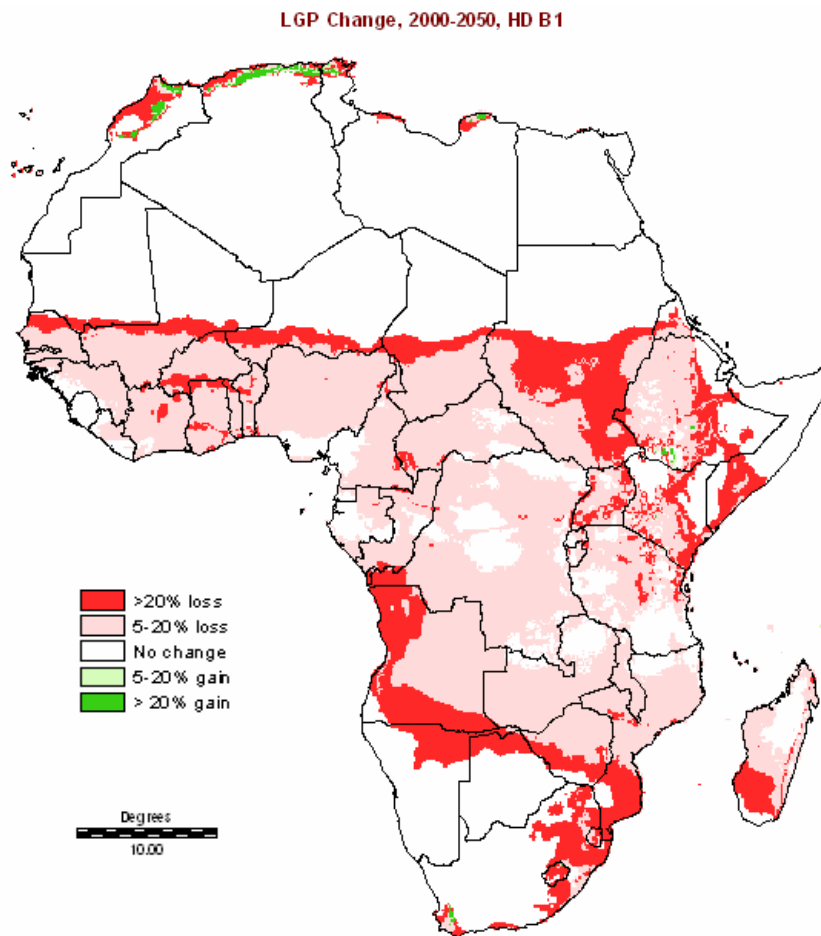 LGP Change, 2000-2050, HD B1
>20% loss
5-20% loss
No change
5-20% gain
> 20% gain
Degrees
10.00